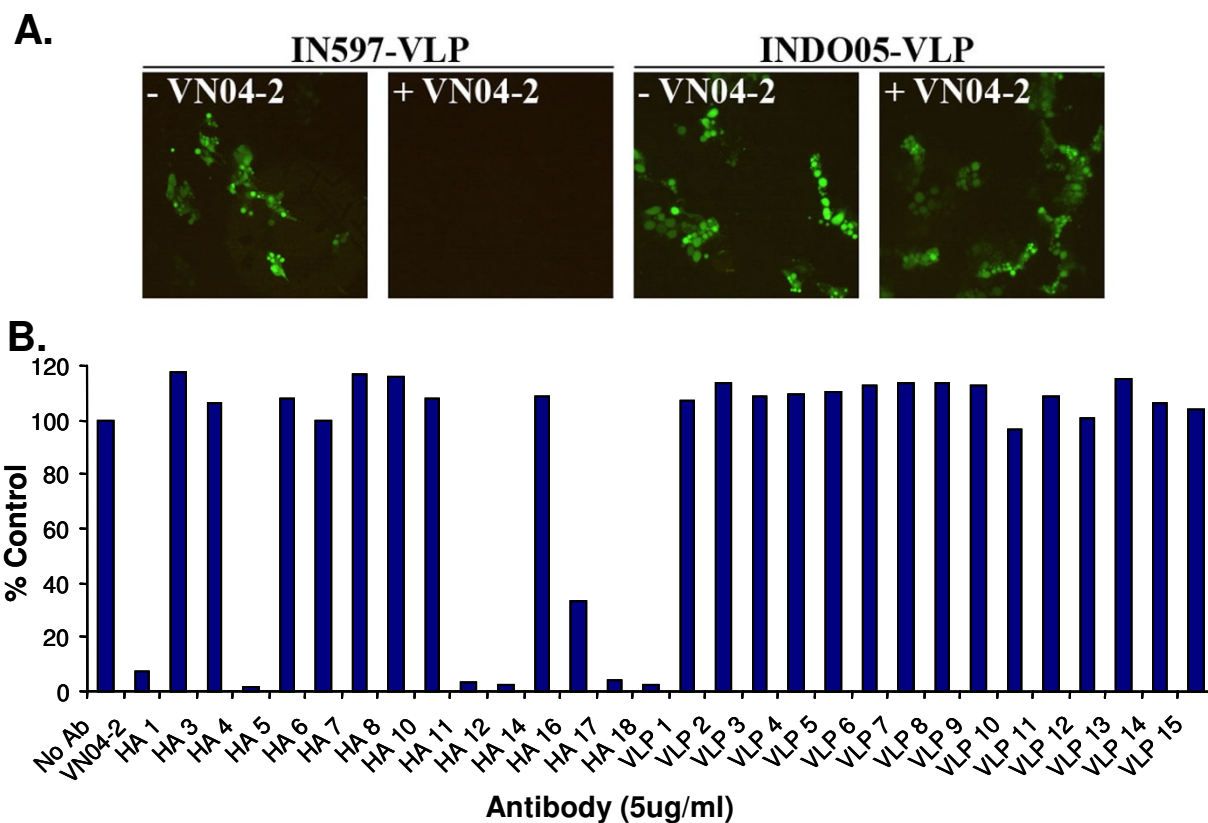 A.
IN597-VLP
INDO05-VLP
- VN04-2
+ VN04-2
- VN04-2
+ VN04-2
B.
120
100
80
60
40
20
0
% Control
No Ab
VN04-2
HA 1
HA 3
HA 4
HA 5
HA 6
HA 7
HA 8
HA 10
HA 11
HA 12
HA 14
HA 16
HA 17
HA 18
VLP 1
VLP 2
VLP 3
VLP 4
VLP 5
VLP 6
VLP 7
VLP 8
VLP 9
VLP 10
VLP 11
VLP 12
VLP 13
VLP 14
VLP 15
Antibody (5ug/ml)